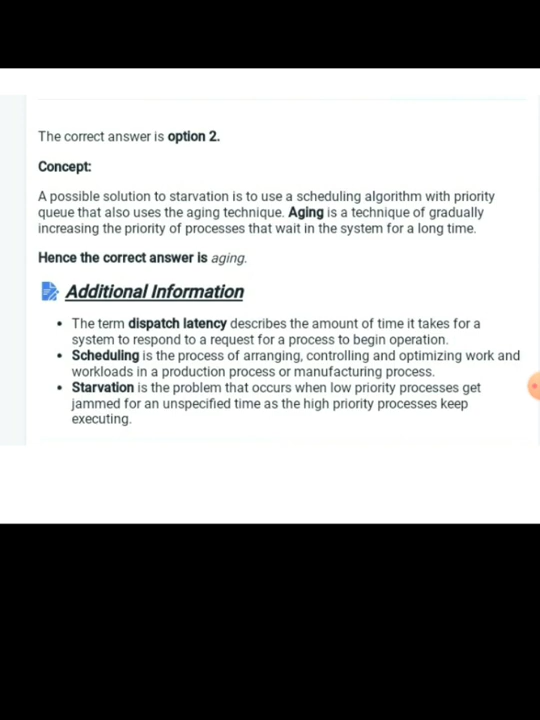 The correct answer is option 2.
Concept:
A possible solution to starvation is to use a scheduling algorithm with priority
queue that also uses the aging technique. Aging is a technique of gradually
increasing the priority of processes that wait in the system for a long time.
Hence the correct answer is aging.
Additional Information
• The term dispatch latency describes the amount of time it takes for a
system to respond to a request for a process to begin operation.
• Scheduling is the process of arranging, controlling and optimizing work and
workloads in a production process or manufacturing process.
• Starvation is the problem that occurs when low priority processes get
jammed for an unspecified time as the high priority processes keep
executing.